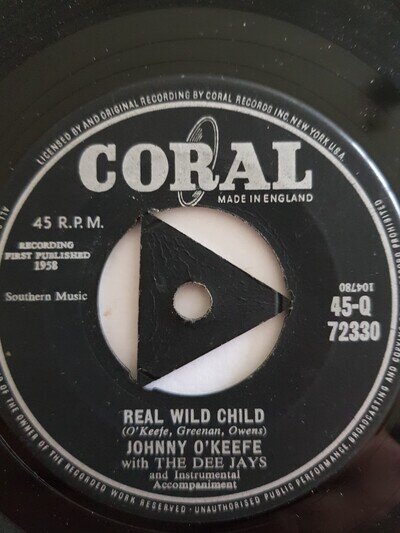 LICENSED BY AND ORIGINAL RECORDING BY CORAL RECORDS INC. NEW YORK U.S.A.
CORAL
MADE IN ENGLAND
45 R.P.M.
RECORDING
FIRST PUBLISHED
1958
Southern Music
104780
45-Q
72330
REAL WILD CHILD
(O'Keefe, Greenan, Owens)
JOHNNY O'KEEFE
with THE DEE JAYS
and Instrumental
Accompaniment
OF THE OWNER OF THE RECORDED WORK RESERVED - UNAUTHORISED PUBLIC PERFORMANCE, BROADCASTING AND COPYING PROHIBITED